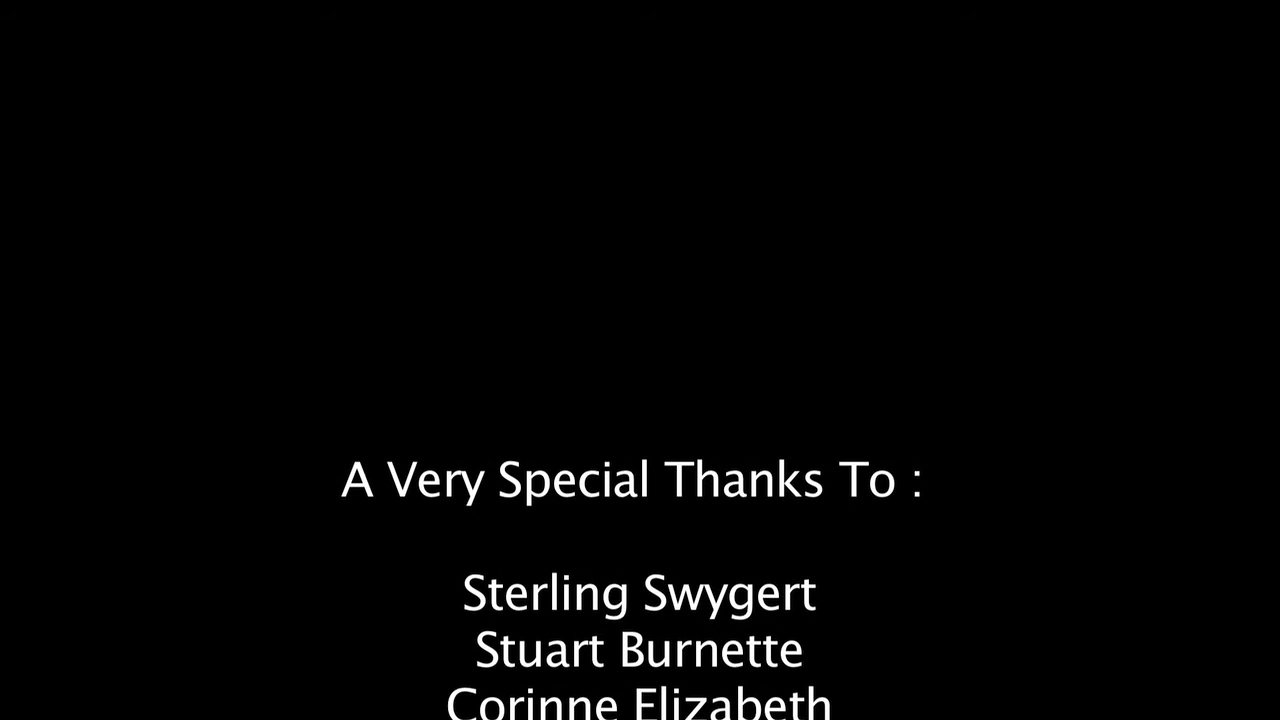 A Very Special Thanks To :
Sterling Swygert
Stuart Burnette
Corinne Elizabeth